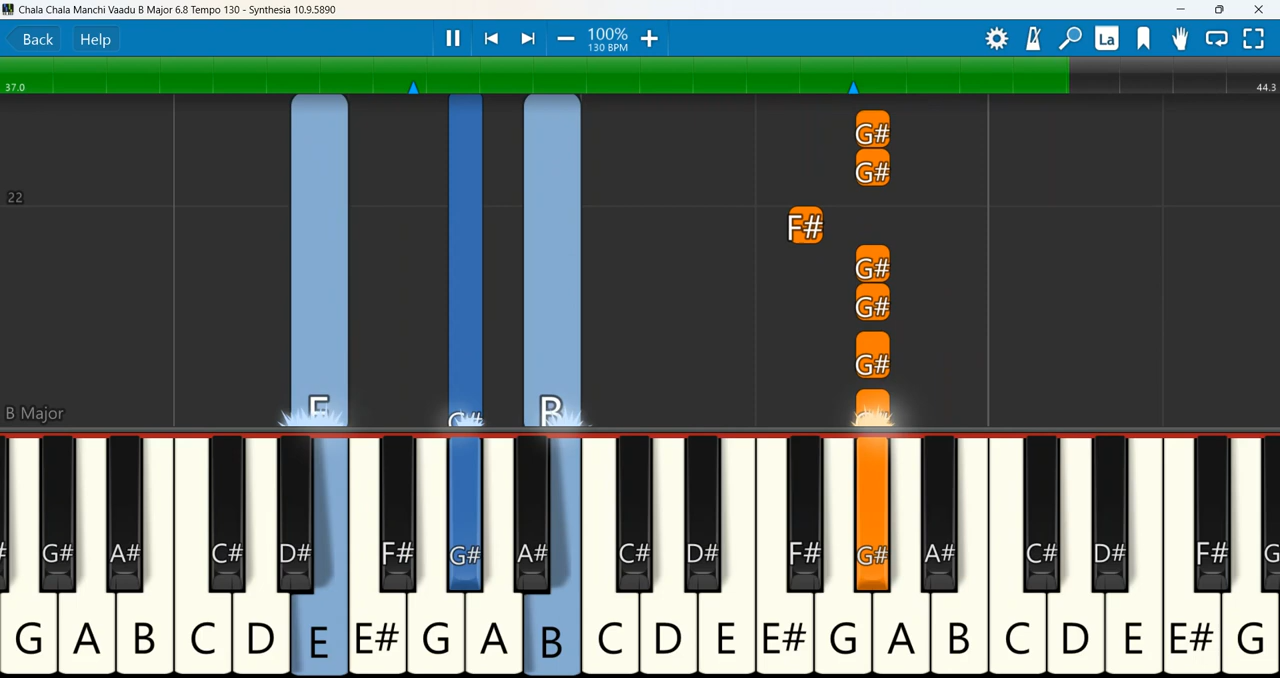 Chala Chala Manchi Vaadu B Major 6.8 Tempo 130 - Synthesia 10.9.5890
Back Help 100% La
130 BPM
37.0 44.3
G#
G#
22
F#
G#
G#
G#
E B
B Major G#
G# A# C# D# F# G# A# C# D# F# G# A# C# D# F# G
G A B C D E E# G A B C D E E# G A B C D E E# G